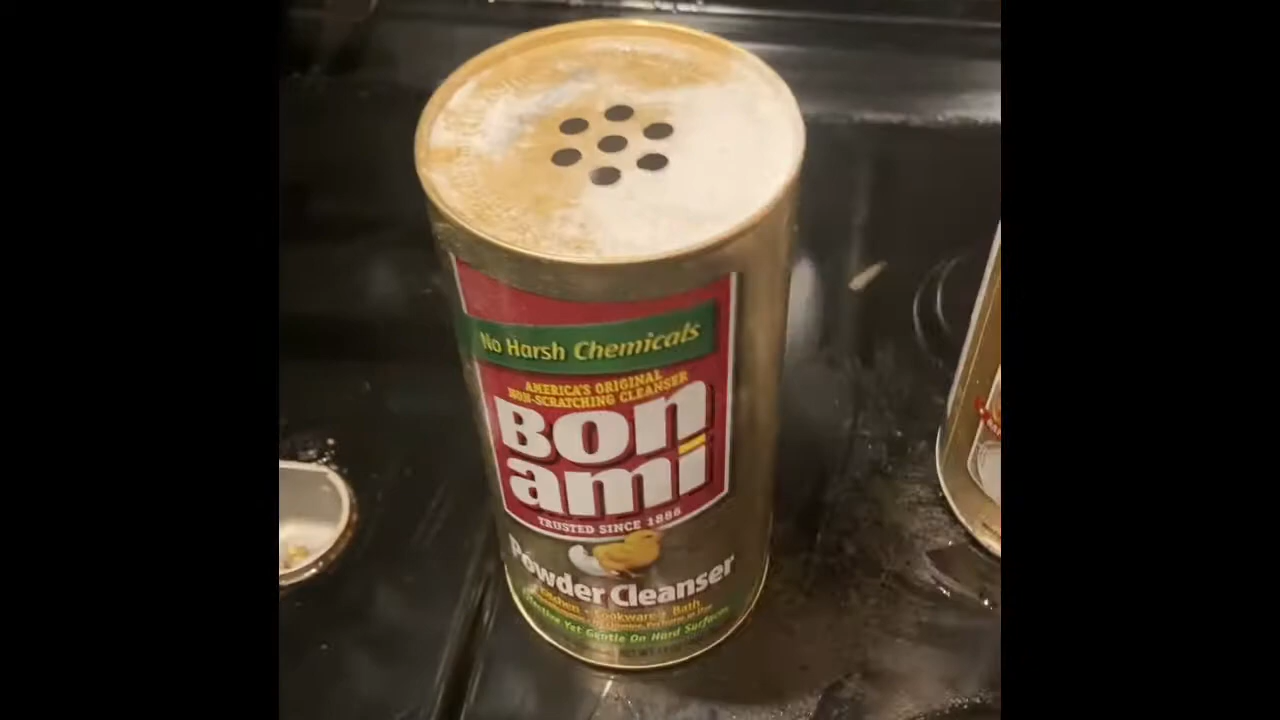 No Harsh Chemicals
AMERICA'S ORIGINAL
NON-SCRATCHING CLEANSER
Bon
ami
TRUSTED SINCE 1886
Powder Cleanser
Kitchen • Cookware • Bath
Effective Yet Gentle On Hard Surfaces